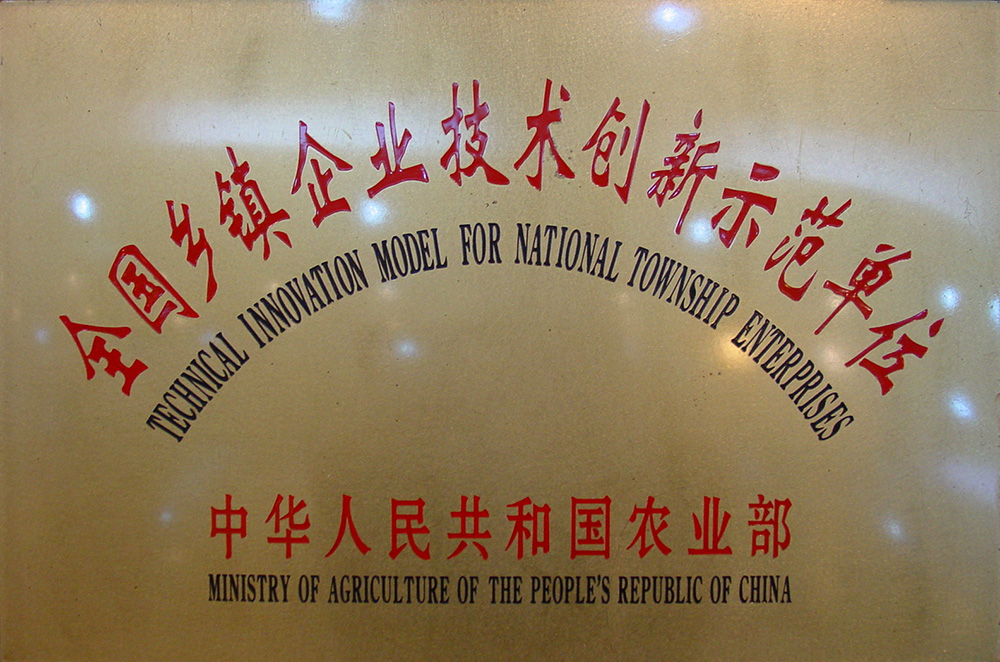 全国乡镇企业技术创新示范单位
TECHNICAL INNOVATION MODEL FOR NATIONAL TOWNSHIP ENTERPRISES
中华人民共和国农业部
MINISTRY OF AGRICULTURE OF THE PEOPLE'S REPUBLIC OF CHINA